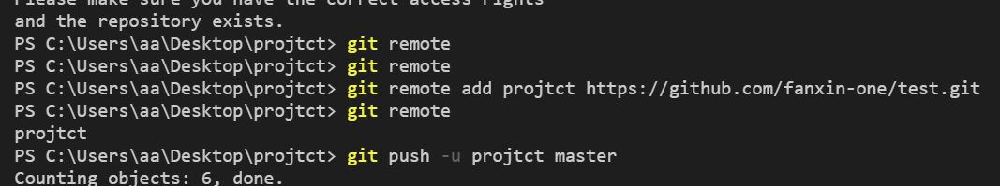 Please make sure you have the correct access rights
and the repository exists.
PS C:\Users\aa\Desktop\projtct> git remote
PS C:\Users\aa\Desktop\projtct> git remote
PS C:\Users\aa\Desktop\projtct> git remote add projtct https://github.com/fanxin-one/test.git
PS C:\Users\aa\Desktop\projtct> git remote
projtct
PS C:\Users\aa\Desktop\projtct> git push -u projtct master
Counting objects: 6, done.